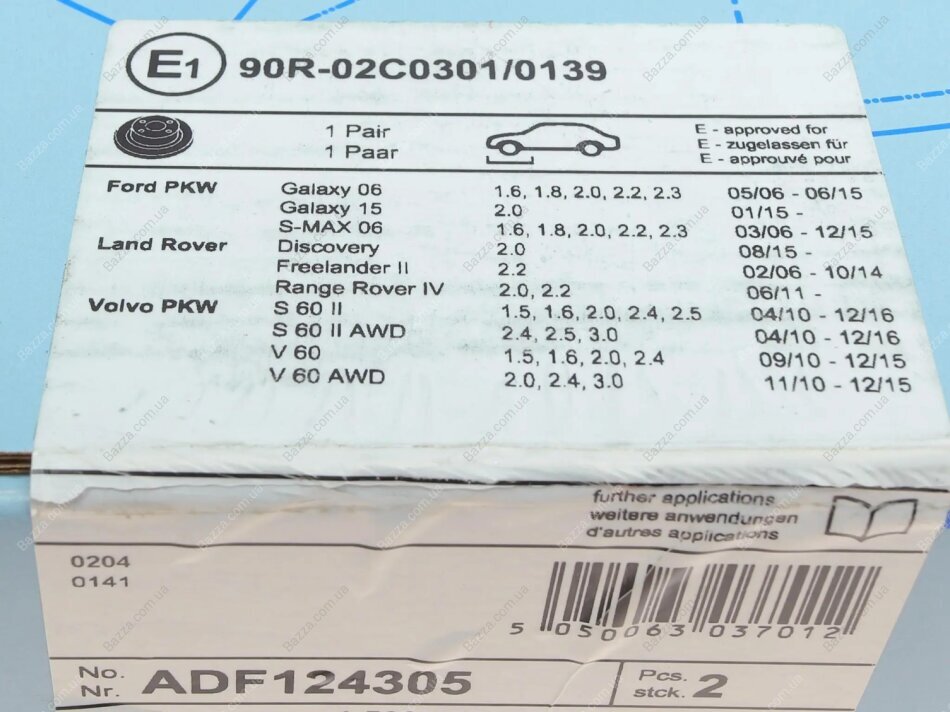 E1 90R-02C0301/0139
1 Pair
1 Paar
E - approved for
E - zugelassen für
E - approuvé pour
Ford PKW Galaxy 06 1.6, 1.8, 2.0, 2.2, 2.3 05/06 - 06/15
Galaxy 15 2.0 01/15 -
S-MAX 06 1.6, 1.8, 2.0, 2.2, 2.3 03/06 - 12/15
Land Rover Discovery 2.0 08/15 -
Freelander II 2.2 02/06 - 10/14
Range Rover IV 2.0, 2.2 06/11 -
Volvo PKW S 60 II 1.5, 1.6, 2.0, 2.4, 2.5 04/10 - 12/16
S 60 II AWD 2.4, 2.5, 3.0 04/10 - 12/16
V 60 1.5, 1.6, 2.0, 2.4 09/10 - 12/15
V 60 AWD 2.0, 2.4, 3.0 11/10 - 12/15
further applications
weitere anwendungen
d'autres applications
0204
0141
5 050063 037012
No.
Nr. ADF124305
Pcs.
stck. 2
Bazza.com.ua